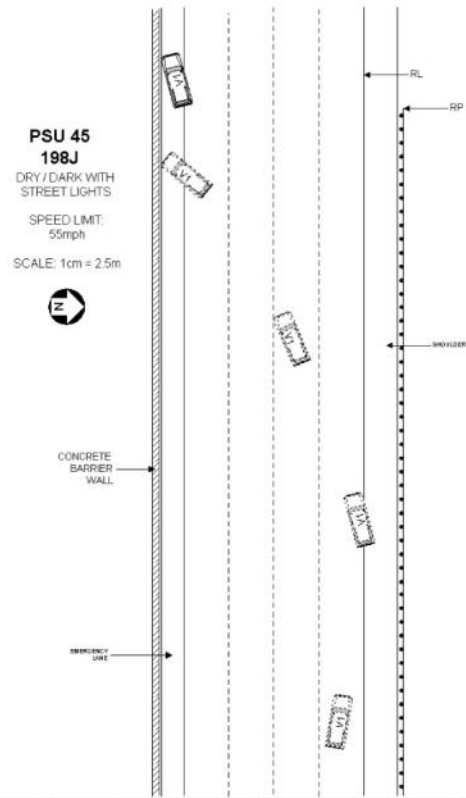 V1
RL
RP
PSU 45
198J
DRY / DARK WITH
STREET LIGHTS
SPEED LIMIT:
55mph
SCALE: 1cm = 2.5m
N
V1
V1
SHOULDER
CONCRETE
BARRIER
WALL
V1
EMERGENCY
LANE
V1